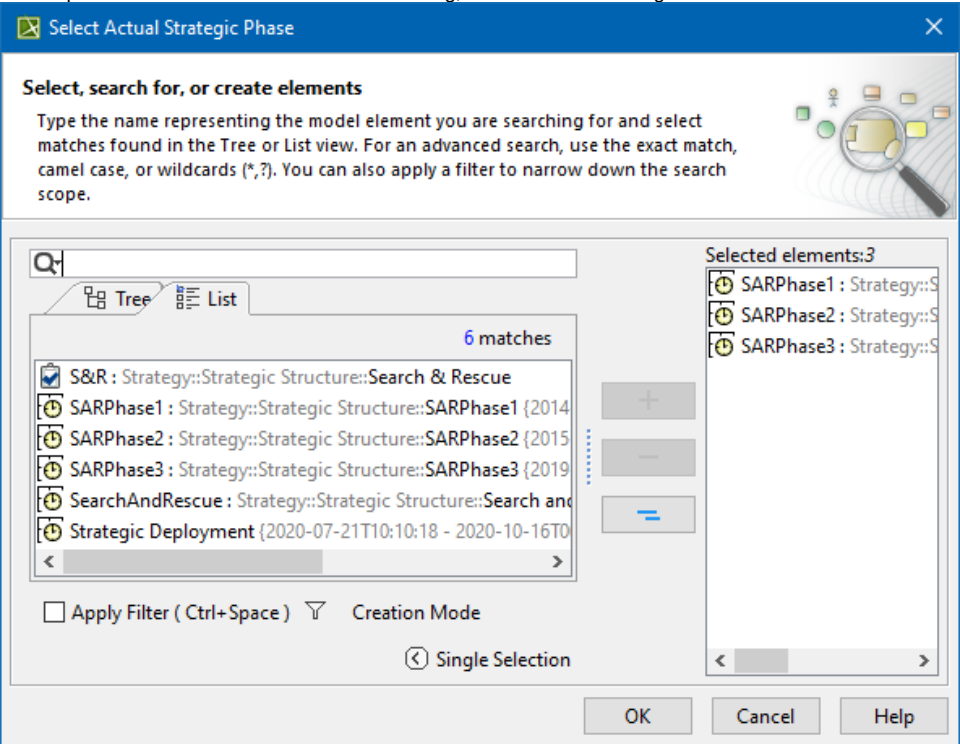 Select Actual Strategic Phase
Select, search for, or create elements
Type the name representing the model element you are searching for and select
matches found in the Tree or List view. For an advanced search, use the exact match,
camel case, or wildcards (*,?). You can also apply a filter to narrow down the search
scope.
Tree
List
6 matches
S&R : Strategy::Strategic Structure::Search & Rescue
SARPhase1 : Strategy::Strategic Structure::SARPhase1 {2014
SARPhase2 : Strategy::Strategic Structure::SARPhase2 {2015
SARPhase3 : Strategy::Strategic Structure::SARPhase3 {2019
SearchAndRescue : Strategy::Strategic Structure::Search and
Strategic Deployment {2020-07-21T10:10:18 - 2020-10-16T0
Apply Filter ( Ctrl+Space )
Creation Mode
Single Selection
Selected elements:3
SARPhase1 : Strategy::S
SARPhase2 : Strategy::S
SARPhase3 : Strategy::S
OK
Cancel
Help